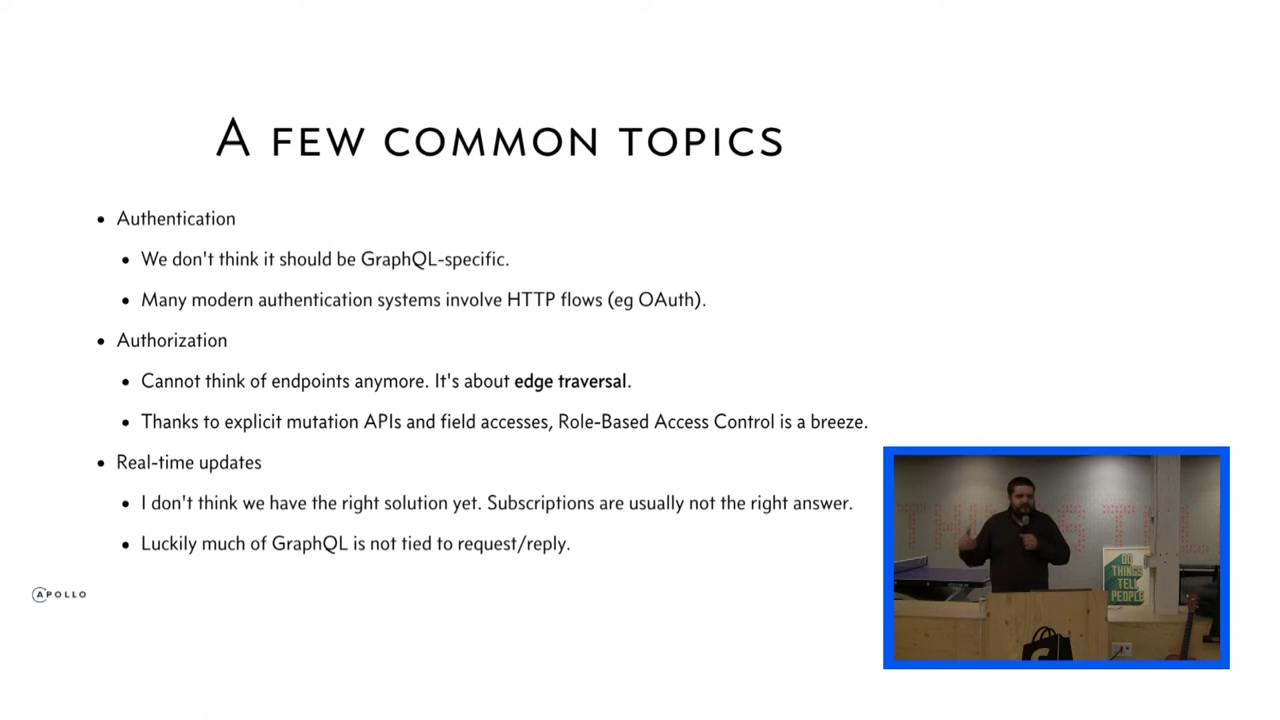 A FEW COMMON TOPICS
• Authentication
• We don't think it should be GraphQL-specific.
• Many modern authentication systems involve HTTP flows (eg OAuth).
• Authorization
• Cannot think of endpoints anymore. It's about edge traversal.
• Thanks to explicit mutation APIs and field accesses, Role-Based Access Control is a breeze.
• Real-time updates
• I don't think we have the right solution yet. Subscriptions are usually not the right answer.
• Luckily much of GraphQL is not tied to request/reply.
APOLLO
DO
THINGS
TELL
PEOPLE